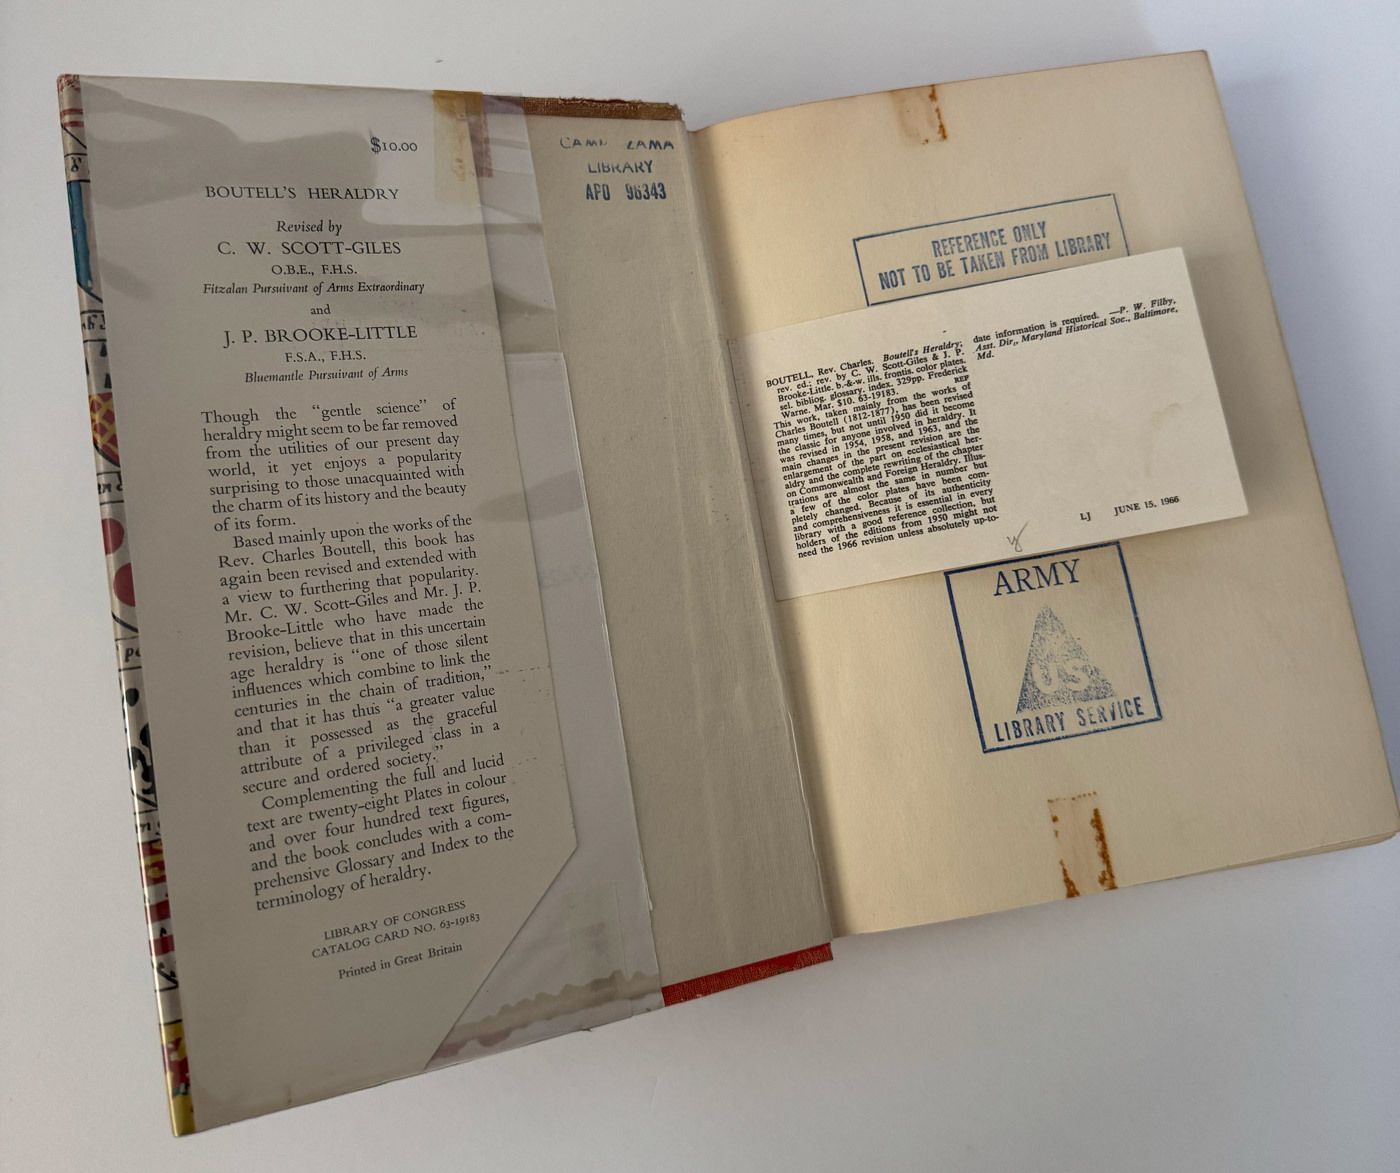 $10.00
BOUTELL'S HERALDRY
Revised by
C. W. SCOTT-GILES
O.B.E., F.H.S.
Fitzalan Pursuivant of Arms Extraordinary
and
J. P. BROOKE-LITTLE
F.S.A., F.H.S.
Bluemantle Pursuivant of Arms
Though the “gentle science” of
heraldry might seem to be far removed
from the utilities of our present day
world, it yet enjoys a popularity
surprising to those unacquainted with
the charm of its history and the beauty
of its form.
Based mainly upon the works of the
Rev. Charles Boutell, this book has
again been revised and extended with
a view to furthering that popularity.
Mr. C. W. Scott-Giles and Mr. J. P.
Brooke-Little who have made the
revision, believe that in this uncertain
age heraldry is “one of those silent
influences which combine to link the
centuries in the chain of tradition,”
and that it has thus “a greater value
than it possessed as the graceful
attribute of a privileged class in a
secure and ordered society.”
Complementing the full and lucid
text are twenty-eight Plates in colour
and over four hundred text figures,
and the book concludes with a com-
prehensive Glossary and Index to the
terminology of heraldry.
LIBRARY OF CONGRESS
CATALOG CARD NO. 63-19183
Printed in Great Britain
CAMP ZAMA
LIBRARY
APO 96343
REFERENCE ONLY
NOT TO BE TAKEN FROM LIBRARY
BOUTELL, Rev. Charles. Boutell's Heraldry;
rev. ed.; rev. by C. W. Scott-Giles & J. P.
Brooke-Little. b.-&-w. ills. frontis. color plates.
sel. bibliog. glossary. index. 329pp. Frederick
Warne. Mar. $10. 63-19183. REF
This work, taken mainly from the works of
Charles Boutell (1812-1877), has been revised
many times, but not until 1950 did it become
the classic for anyone involved in heraldry. It
was revised in 1954, 1958, and 1963, and the
main changes in the present revision are the
enlargement of the part on ecclesiastical her-
aldry and the complete rewriting of the chapter
on Commonwealth and Foreign Heraldry. Illus-
trations are almost the same in number but
a few of the color plates have been com-
pletely changed. Because of its authenticity
and comprehensiveness it is essential in every
library with a good reference collection, but
holders of the editions from 1950 might not
need the 1966 revision unless absolutely up-to-
date information is required. —P. W. Filby,
Asst. Dir., Maryland Historical Soc., Baltimore,
Md.
LJ JUNE 15, 1966
ARMY
US
LIBRARY SERVICE